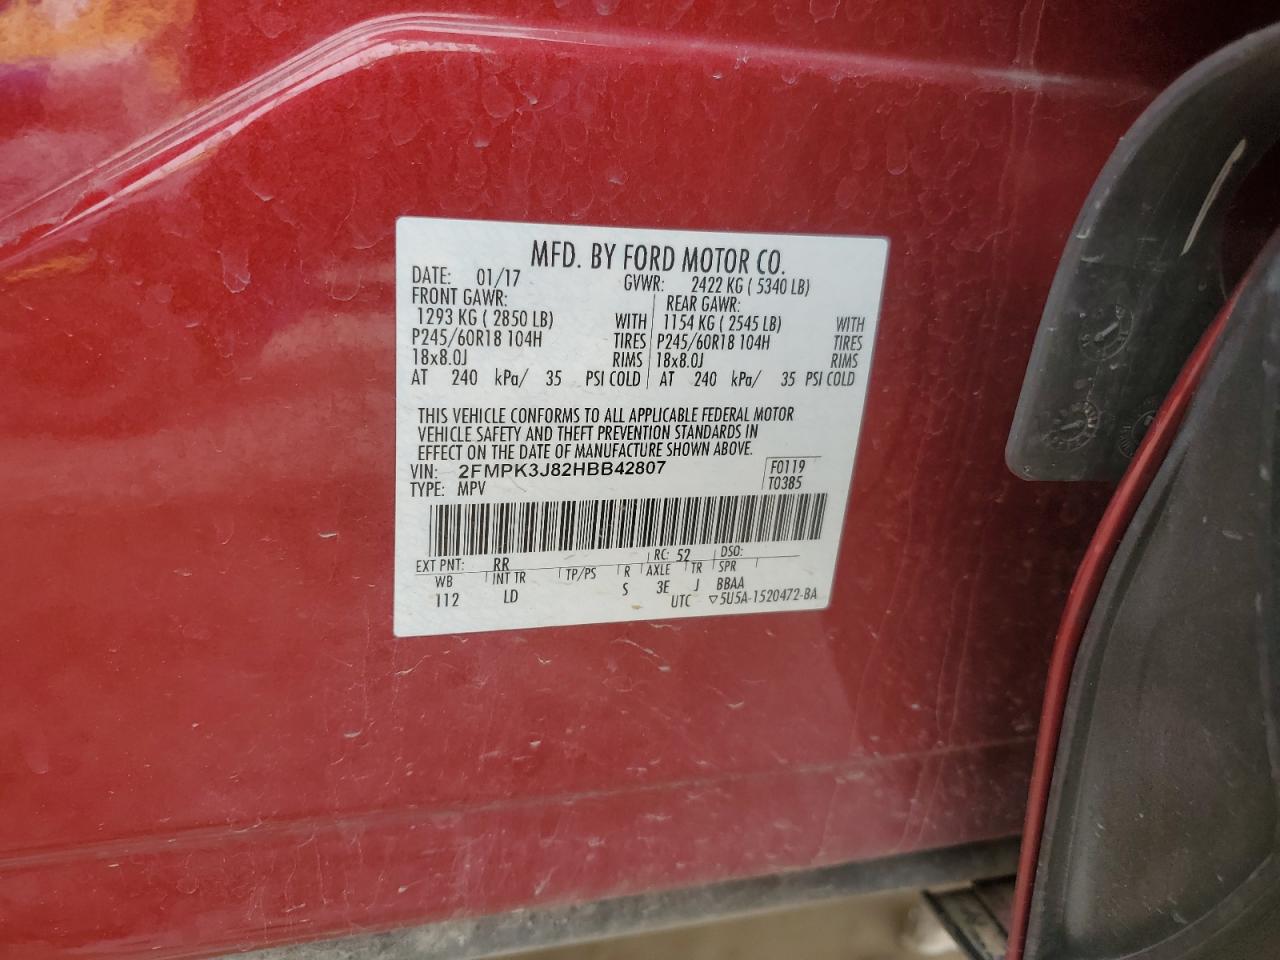 MFD. BY FORD MOTOR CO.
DATE: 01/17 GVWR: 2422 KG ( 5340 LB)
FRONT GAWR: REAR GAWR:
1293 KG ( 2850 LB) WITH 1154 KG ( 2545 LB) WITH
P245/60R18 104H TIRES P245/60R18 104H TIRES
18x8.0J RIMS 18x8.0J RIMS
AT 240 kPa/ 35 PSI COLD AT 240 kPa/ 35 PSI COLD
THIS VEHICLE CONFORMS TO ALL APPLICABLE FEDERAL MOTOR
VEHICLE SAFETY AND THEFT PREVENTION STANDARDS IN
EFFECT ON THE DATE OF MANUFACTURE SHOWN ABOVE.
VIN: 2FMPK3J82HBB42807 F0119
TYPE: MPV T0385
EXT PNT: RR RC: 52 DSO:
WB INT TR TP/PS R AXLE TR SPR
112 LD S 3E J BBAA
UTC ▽5U5A-1520472-BA